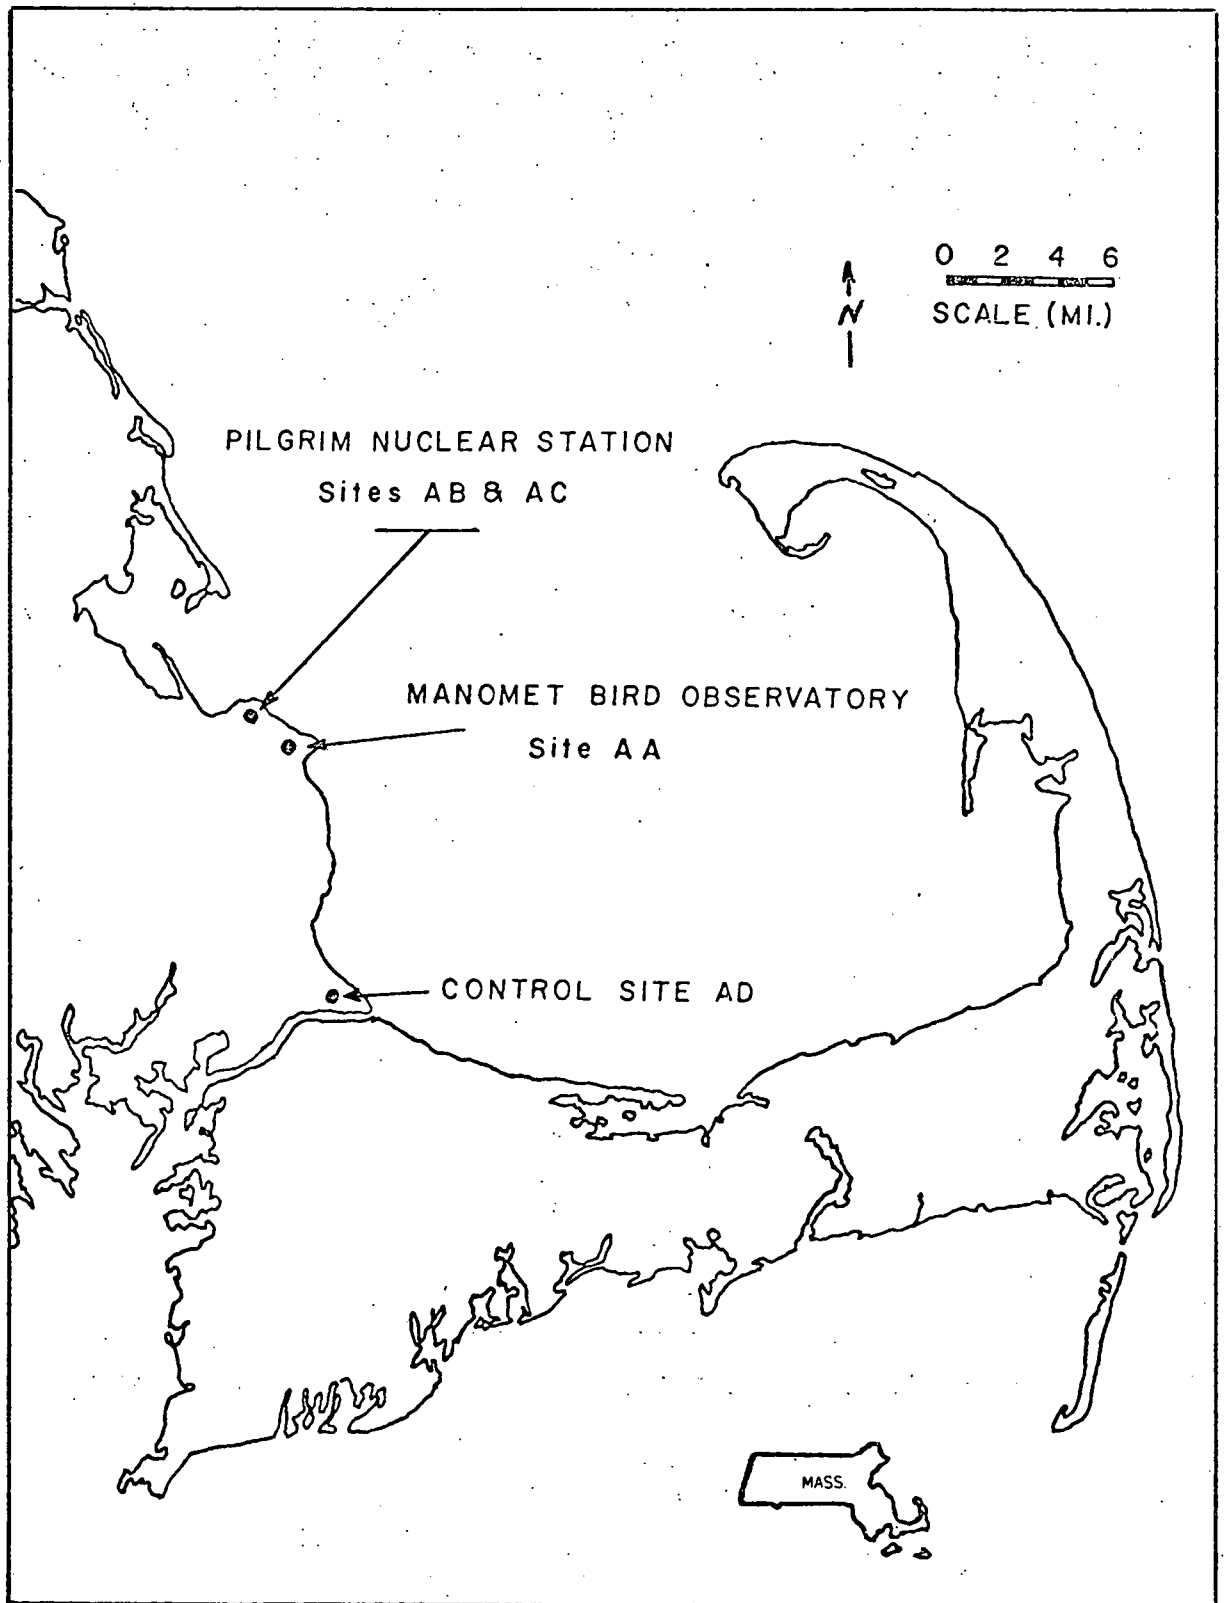 0 2 4 6
SCALE (MI.)
N
PILGRIM NUCLEAR STATION
Sites AB & AC
MANOMET BIRD OBSERVATORY
Site AA
CONTROL SITE AD
MASS.